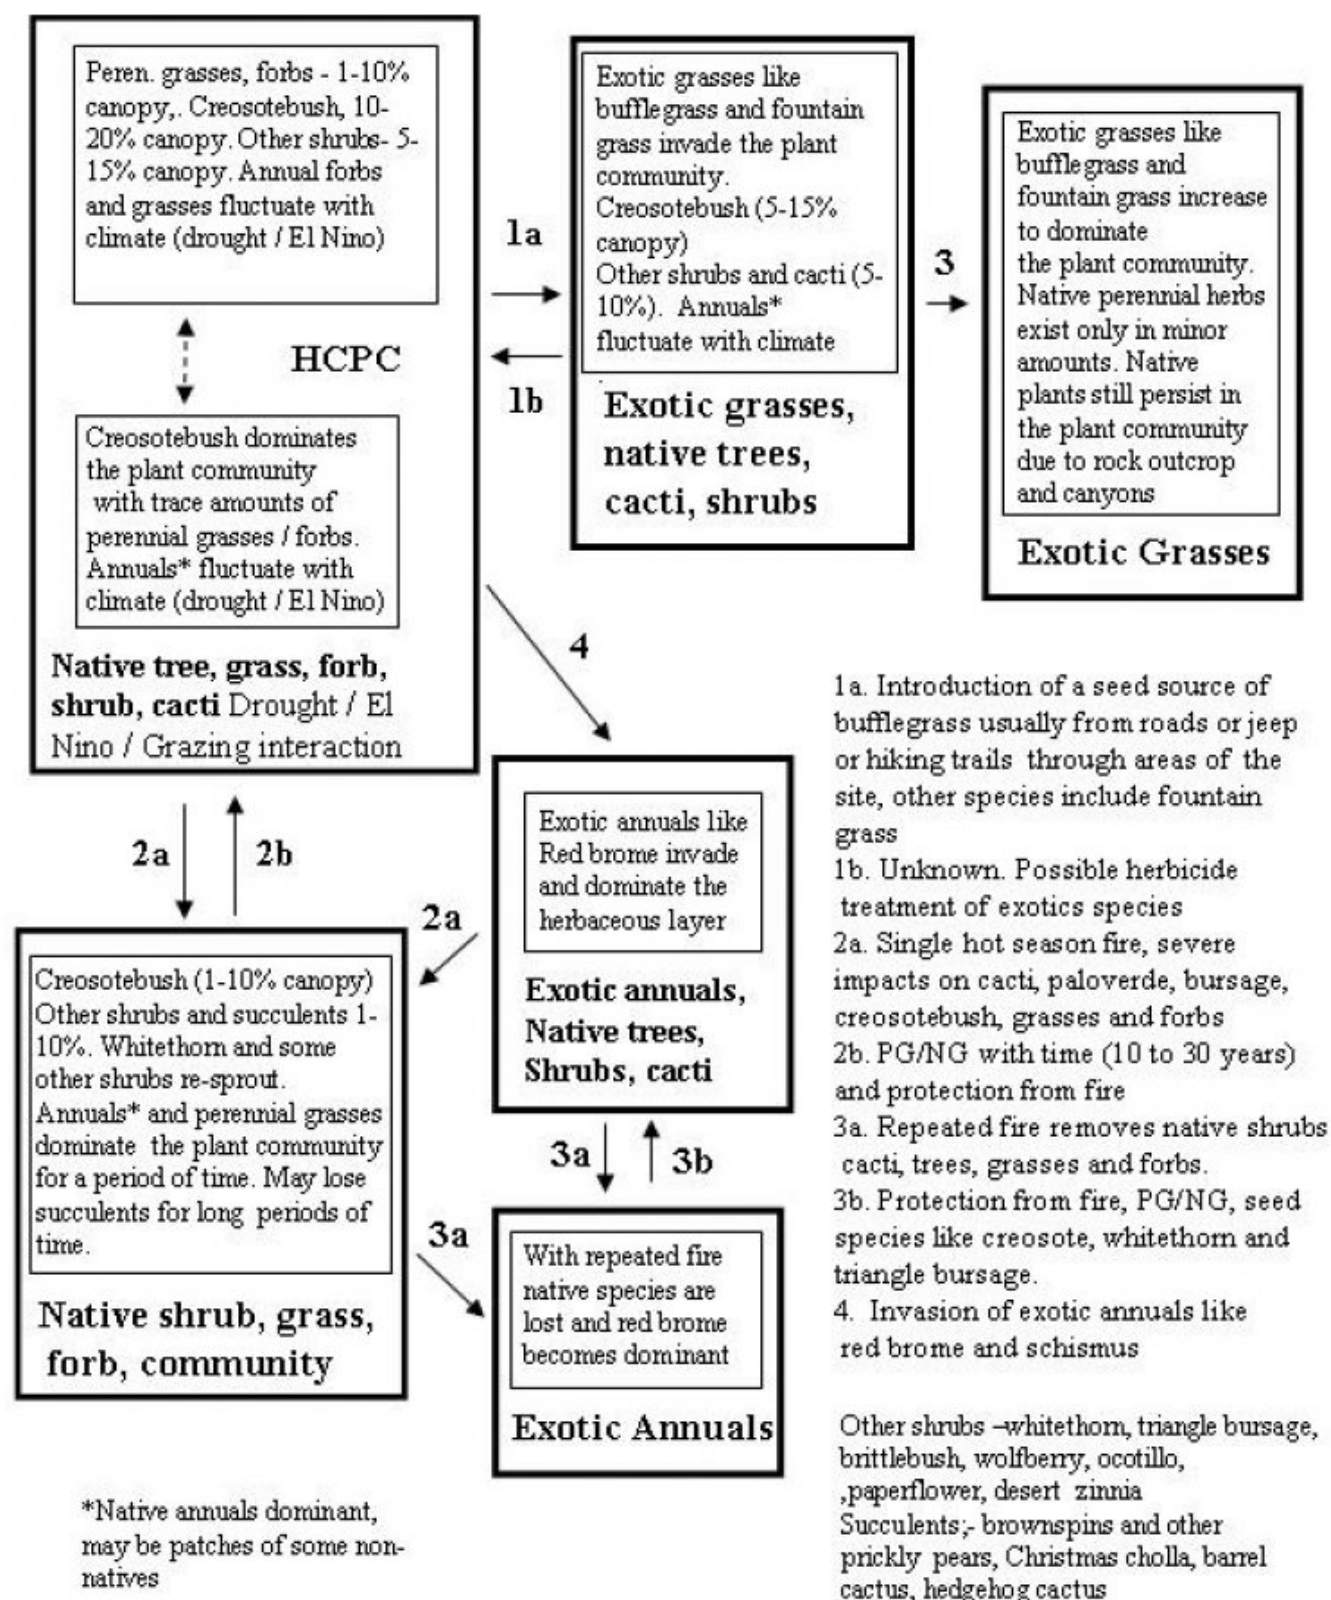 Peren. grasses, forbs - 1-10%
canopy,. Creosotebush, 10-
20% canopy. Other shrubs- 5-
15% canopy. Annual forbs
and grasses fluctuate with
climate (drought / El Nino)
HCPC
Creosotebush dominates
the plant community
with trace amounts of
perennial grasses / forbs.
Annuals* fluctuate with
climate (drought / El Nino)
Native tree, grass, forb,
shrub, cacti Drought / El
Nino / Grazing interaction
1a
1b
Exotic grasses like
bufflegrass and fountain
grass invade the plant
community.
Creosotebush (5-15%
canopy)
Other shrubs and cacti (5-
10%). Annuals*
fluctuate with climate
Exotic grasses,
native trees,
cacti, shrubs
3
Exotic grasses like
bufflegrass and
fountain grass increase
to dominate
the plant community.
Native perennial herbs
exist only in minor
amounts. Native
plants still persist in
the plant community
due to rock outcrop
and canyons
Exotic Grasses
4
2a
2b
Exotic annuals like
Red brome invade
and dominate the
herbaceous layer
Exotic annuals,
Native trees,
Shrubs, cacti
2a
Creosotebush (1-10% canopy)
Other shrubs and succulents 1-
10%. Whitethorn and some
other shrubs re-sprout.
Annuals* and perennial grasses
dominate the plant community
for a period of time. May lose
succulents for long periods of
time.
Native shrub, grass,
forb, community
3a
3b
3a
With repeated fire
native species are
lost and red brome
becomes dominant
Exotic Annuals
1a. Introduction of a seed source of
bufflegrass usually from roads or jeep
or hiking trails through areas of the
site, other species include fountain
grass
1b. Unknown. Possible herbicide
treatment of exotics species
2a. Single hot season fire, severe
impacts on cacti, paloverde, bursage,
creosotebush, grasses and forbs
2b. PG/NG with time (10 to 30 years)
and protection from fire
3a. Repeated fire removes native shrubs
cacti, trees, grasses and forbs.
3b. Protection from fire, PG/NG, seed
species like creosote, whitethorn and
triangle bursage.
4. Invasion of exotic annuals like
red brome and schismus
Other shrubs –whitethorn, triangle bursage,
brittlebush, wolfberry, ocotillo,
,paperflower, desert zinnia
Succulents;- brownspins and other
prickly pears, Christmas cholla, barrel
cactus, hedgehog cactus
*Native annuals dominant,
may be patches of some non-
natives